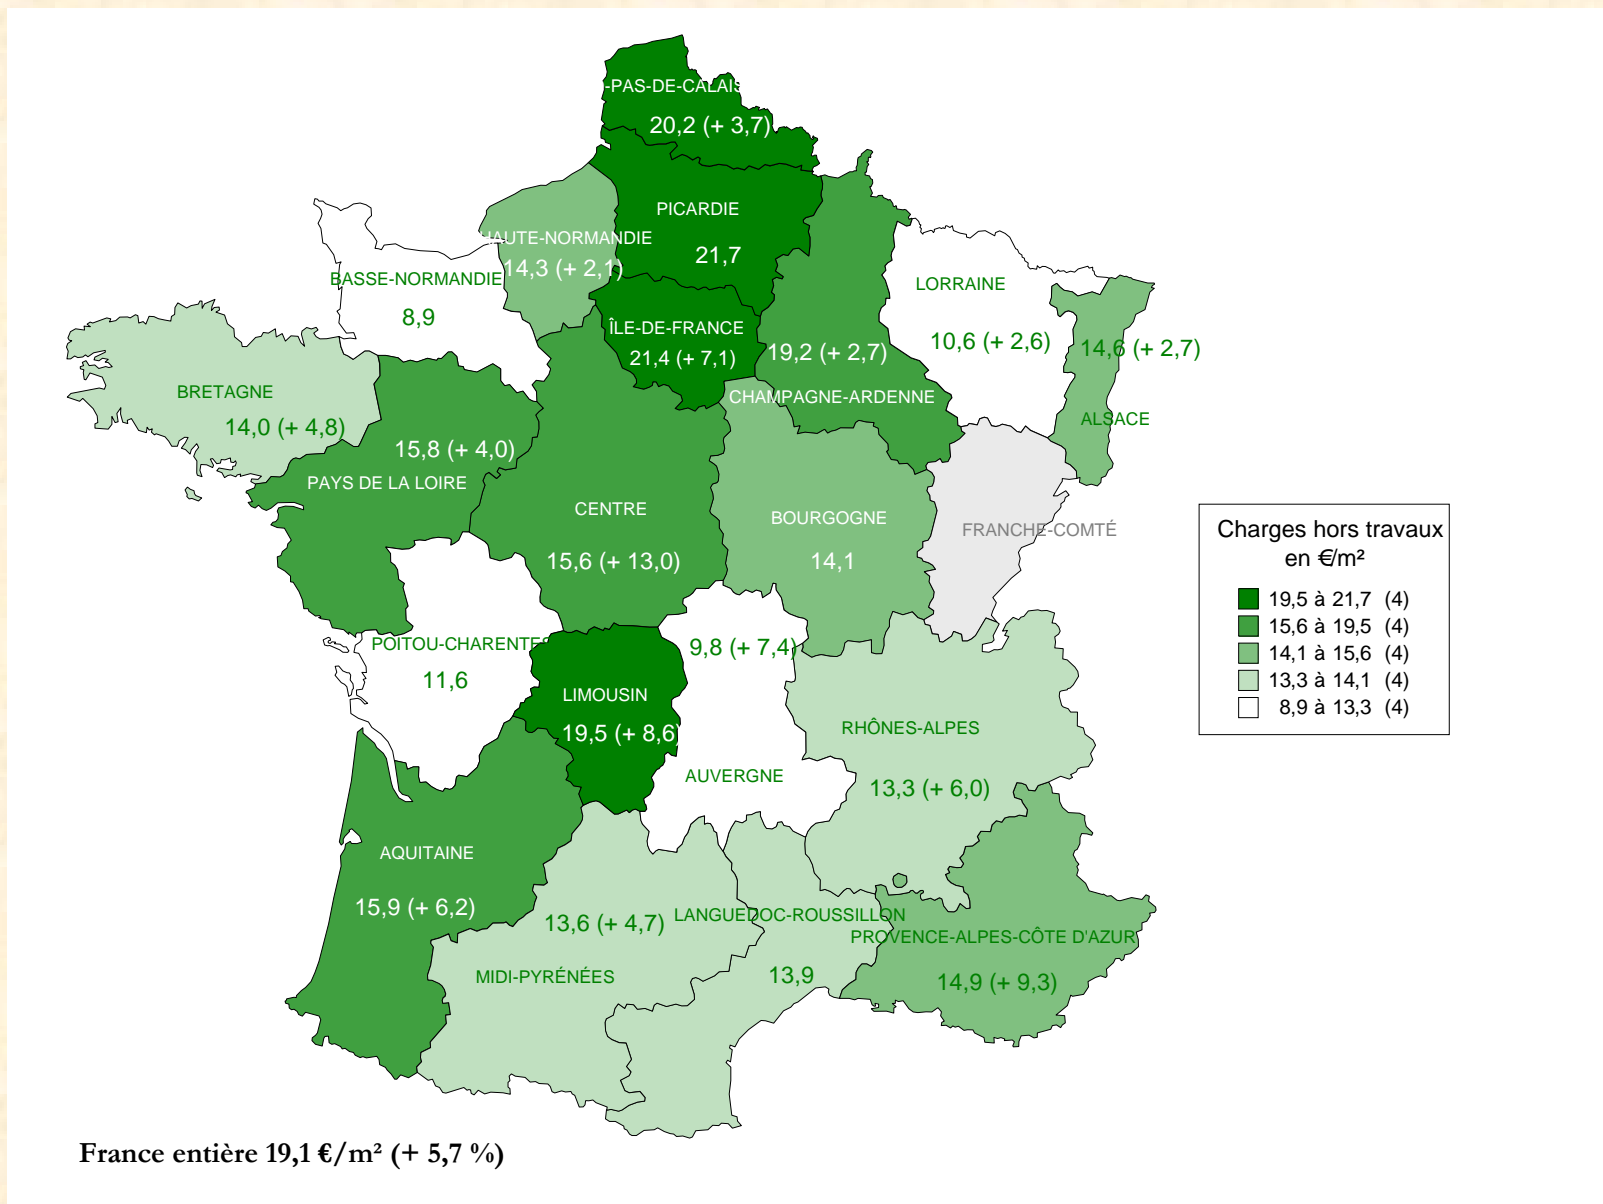 -PAS-DE-CALAIS
20,2 (+ 3,7)
PICARDIE
21,7
HAUTE-NORMANDIE
14,3 (+ 2,1)
BASSE-NORMANDIE
8,9
LORRAINE
10,6 (+ 2,6)
ÎLE-DE-FRANCE
21,4 (+ 7,1)
19,2 (+ 2,7)
CHAMPAGNE-ARDENNE
14,6 (+ 2,7)
ALSACE
BRETAGNE
14,0 (+ 4,8)
15,8 (+ 4,0)
PAYS DE LA LOIRE
CENTRE
15,6 (+ 13,0)
BOURGOGNE
14,1
FRANCHE-COMTÉ
POITOU-CHARENTES
11,6
LIMOUSIN
19,5 (+ 8,6)
9,8 (+ 7,4)
AUVERGNE
RHÔNES-ALPES
13,3 (+ 6,0)
AQUITAINE
15,9 (+ 6,2)
13,6 (+ 4,7)
MIDI-PYRÉNÉES
LANGUEDOC-ROUSSILLON
13,9
PROVENCE-ALPES-CÔTE D'AZUR
14,9 (+ 9,3)
Charges hors travaux
en €/m²
19,5 à 21,7 (4)
15,6 à 19,5 (4)
14,1 à 15,6 (4)
13,3 à 14,1 (4)
8,9 à 13,3 (4)
France entière 19,1 €/m² (+ 5,7 %)